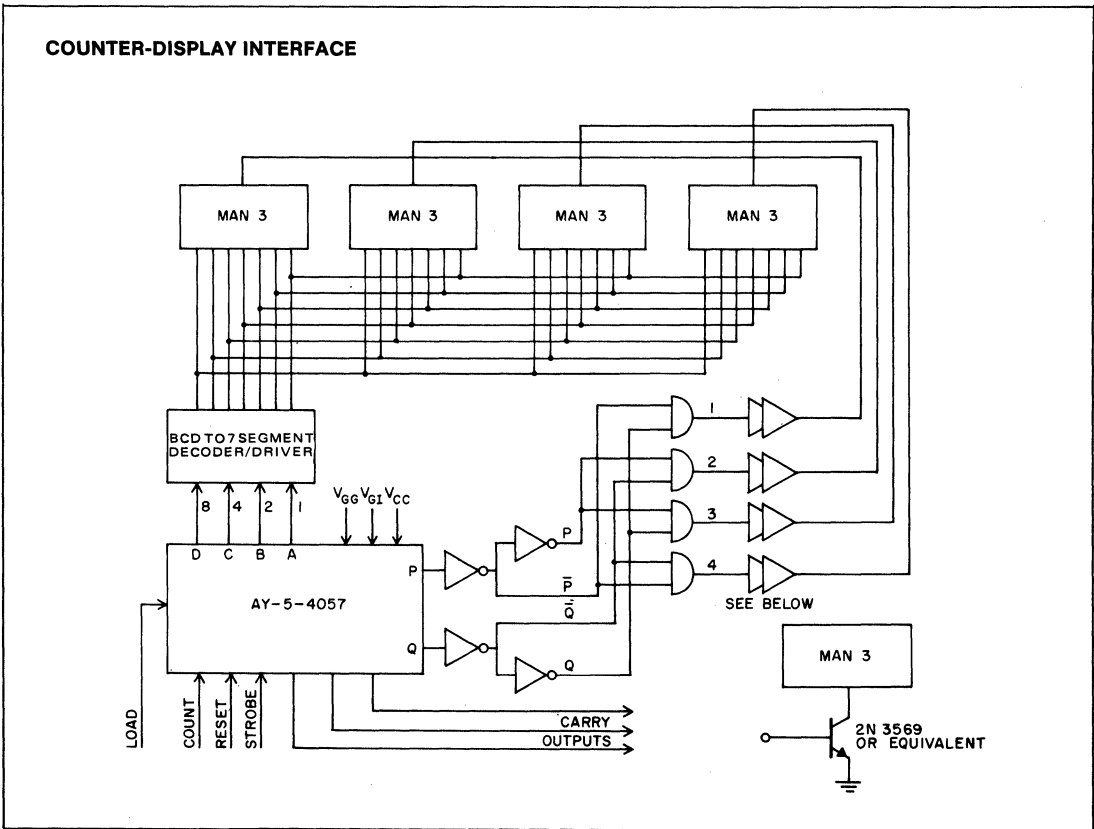 COUNTER-DISPLAY INTERFACE
MAN 3
MAN 3
MAN 3
MAN 3
BCD TO 7 SEGMENT
DECODER/DRIVER
8
4
2
1
D
C
B
A
VGG
VGI
VCC
AY-5-4057
P
Q
P
P̅
Q̅
Q
1
2
3
4
SEE BELOW
LOAD
COUNT
RESET
STROBE
CARRY
OUTPUTS
MAN 3
2N 3569
OR EQUIVALENT